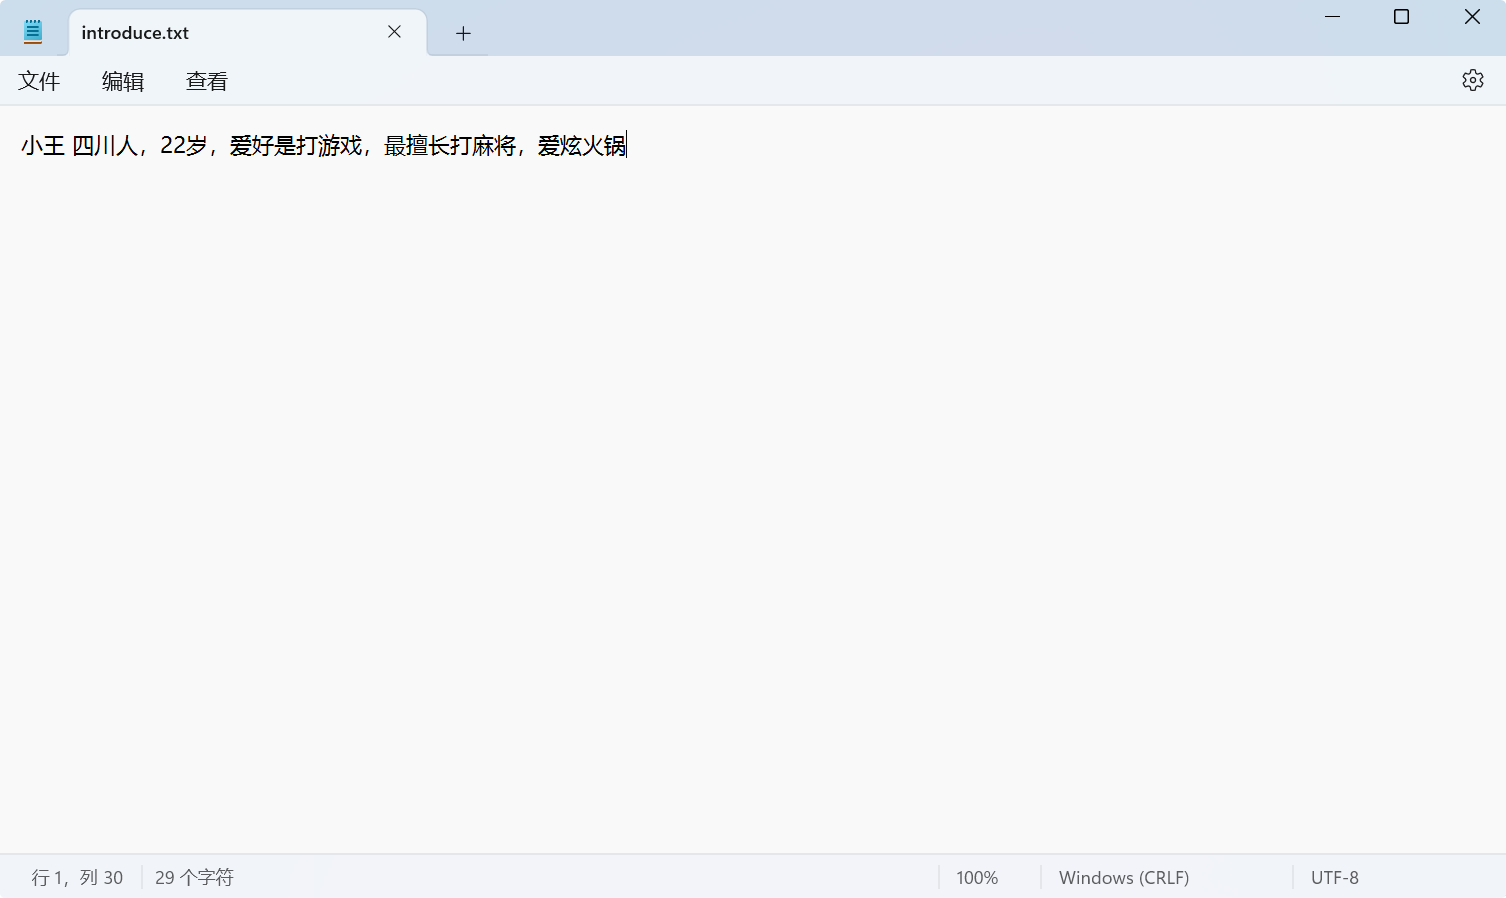 introduce.txt
文件 编辑 查看
小王 四川人，22岁，爱好是打游戏，最擅长打麻将，爱炫火锅
行 1，列 30 29 个字符 100% Windows (CRLF) UTF-8